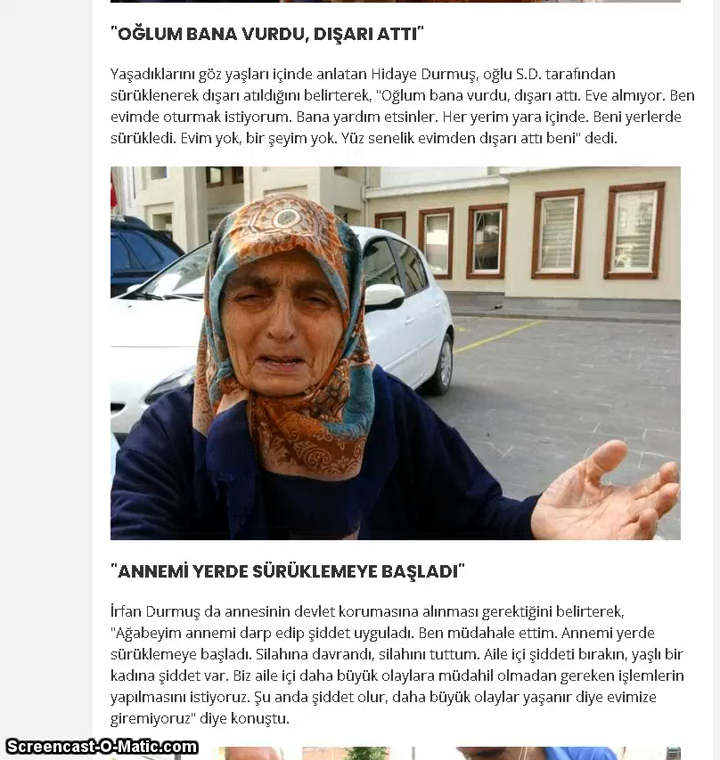 "OĞLUM BANA VURDU, DIŞARI ATTI"
Yaşadıklarını göz yaşları içinde anlatan Hidaye Durmuş, oğlu S.D. tarafından
sürüklenerek dışarı atıldığını belirterek, "Oğlum bana vurdu, dışarı attı. Eve almıyor. Ben
evimde oturmak istiyorum. Bana yardım etsinler. Her yerim yara içinde. Beni yerlerde
sürükledi. Evim yok, bir şeyim yok. Yüz senelik evimden dışarı attı beni" dedi.
"ANNEMİ YERDE SÜRÜKLEMEYE BAŞLADI"
İrfan Durmuş da annesinin devlet korumasına alınması gerektiğini belirterek,
"Ağabeyim annemi darp edip şiddet uyguladı. Ben müdahale ettim. Annemi yerde
sürüklemeye başladı. Silahına davrandı, silahını tuttum. Aile içi şiddeti bırakın, yaşlı bir
kadına şiddet var. Biz aile içi daha büyük olaylara müdahil olmadan gereken işlemlerin
yapılmasını istiyoruz. Şu anda şiddet olur, daha büyük olaylar yaşanır diye evimize
giremiyoruz" diye konuştu.
Screencast-O-Matic.com